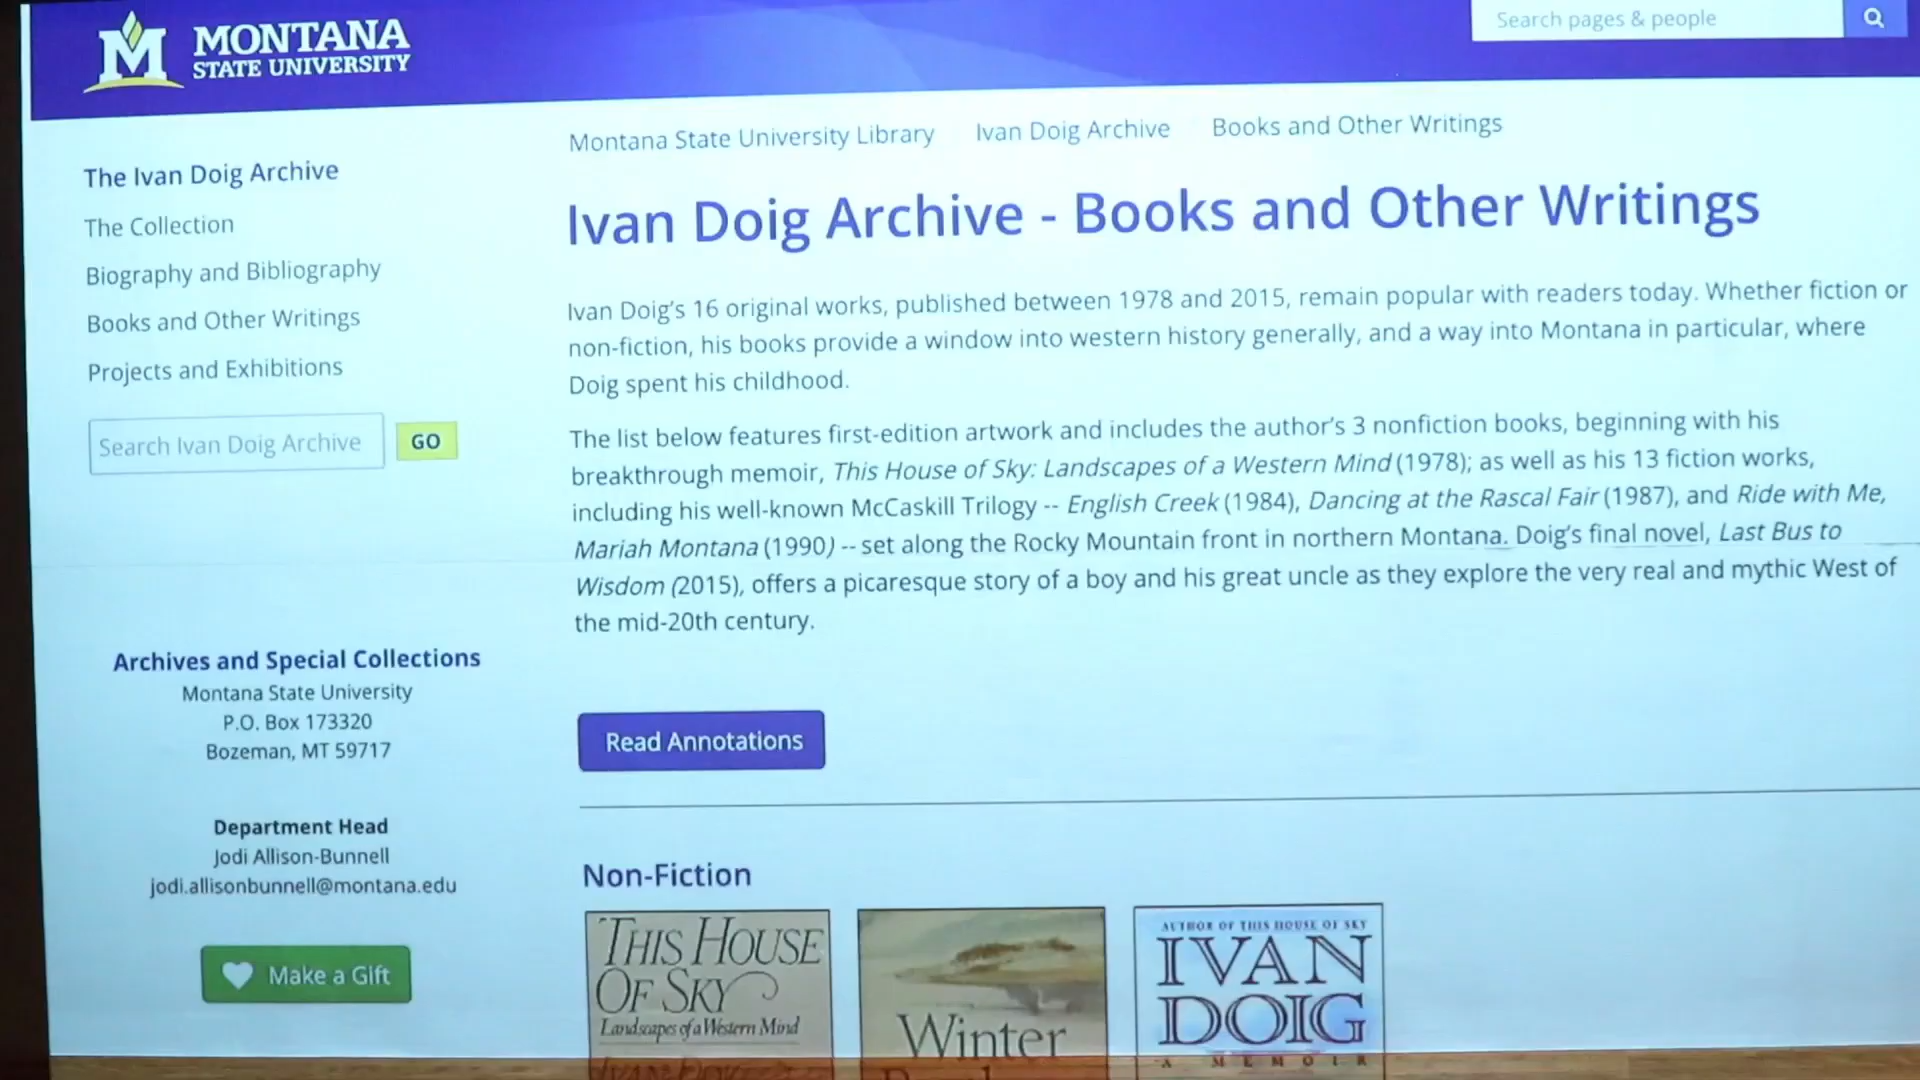 MONTANA
STATE UNIVERSITY
Search pages & people
The Ivan Doig Archive
The Collection
Biography and Bibliography
Books and Other Writings
Projects and Exhibitions
Search Ivan Doig Archive GO
Archives and Special Collections
Montana State University
P.O. Box 173320
Bozeman, MT 59717
Department Head
Jodi Allison-Bunnell
jodi.allisonbunnell@montana.edu
Make a Gift
Montana State University Library Ivan Doig Archive Books and Other Writings
Ivan Doig Archive - Books and Other Writings
Ivan Doig's 16 original works, published between 1978 and 2015, remain popular with readers today. Whether fiction or
non-fiction, his books provide a window into western history generally, and a way into Montana in particular, where
Doig spent his childhood.
The list below features first-edition artwork and includes the author's 3 nonfiction books, beginning with his
breakthrough memoir, This House of Sky: Landscapes of a Western Mind (1978); as well as his 13 fiction works,
including his well-known McCaskill Trilogy -- English Creek (1984), Dancing at the Rascal Fair (1987), and Ride with Me,
Mariah Montana (1990) -- set along the Rocky Mountain front in northern Montana. Doig's final novel, Last Bus to
Wisdom (2015), offers a picaresque story of a boy and his great uncle as they explore the very real and mythic West of
the mid-20th century.
Read Annotations
Non-Fiction
THIS HOUSE
OF SKY
Landscapes of a Western Mind
IVAN DOIG
Winter
AUTHOR OF THIS HOUSE OF SKY
IVAN
DOIG
A MEMOIR